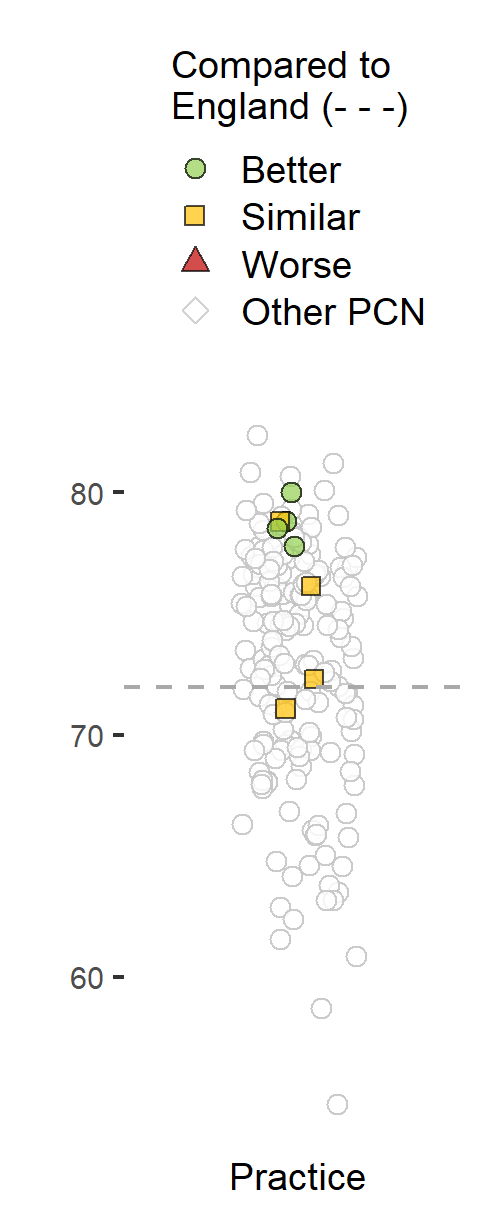 Compared to
England (- - -)
Better
Similar
Worse
Other PCN
80
70
60
Practice